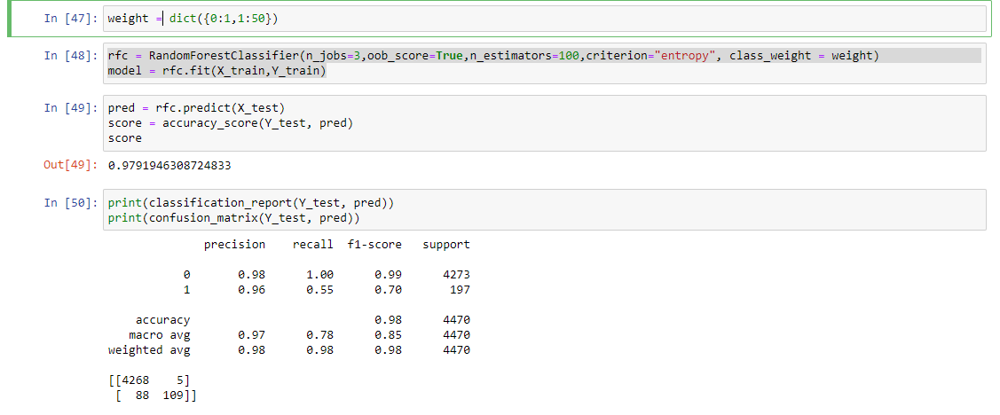 In [47]: weight = dict({0:1,1:50})
In [48]: rfc = RandomForestClassifier(n_jobs=3,oob_score=True,n_estimators=100,criterion="entropy", class_weight = weight)
model = rfc.fit(X_train,Y_train)
In [49]: pred = rfc.predict(X_test)
score = accuracy_score(Y_test, pred)
score
Out[49]: 0.9791946308724833
In [50]: print(classification_report(Y_test, pred))
print(confusion_matrix(Y_test, pred))
precision recall f1-score support
0 0.98 1.00 0.99 4273
1 0.96 0.55 0.70 197
accuracy 0.98 4470
macro avg 0.97 0.78 0.85 4470
weighted avg 0.98 0.98 0.98 4470
[[4268 5]
[ 88 109]]